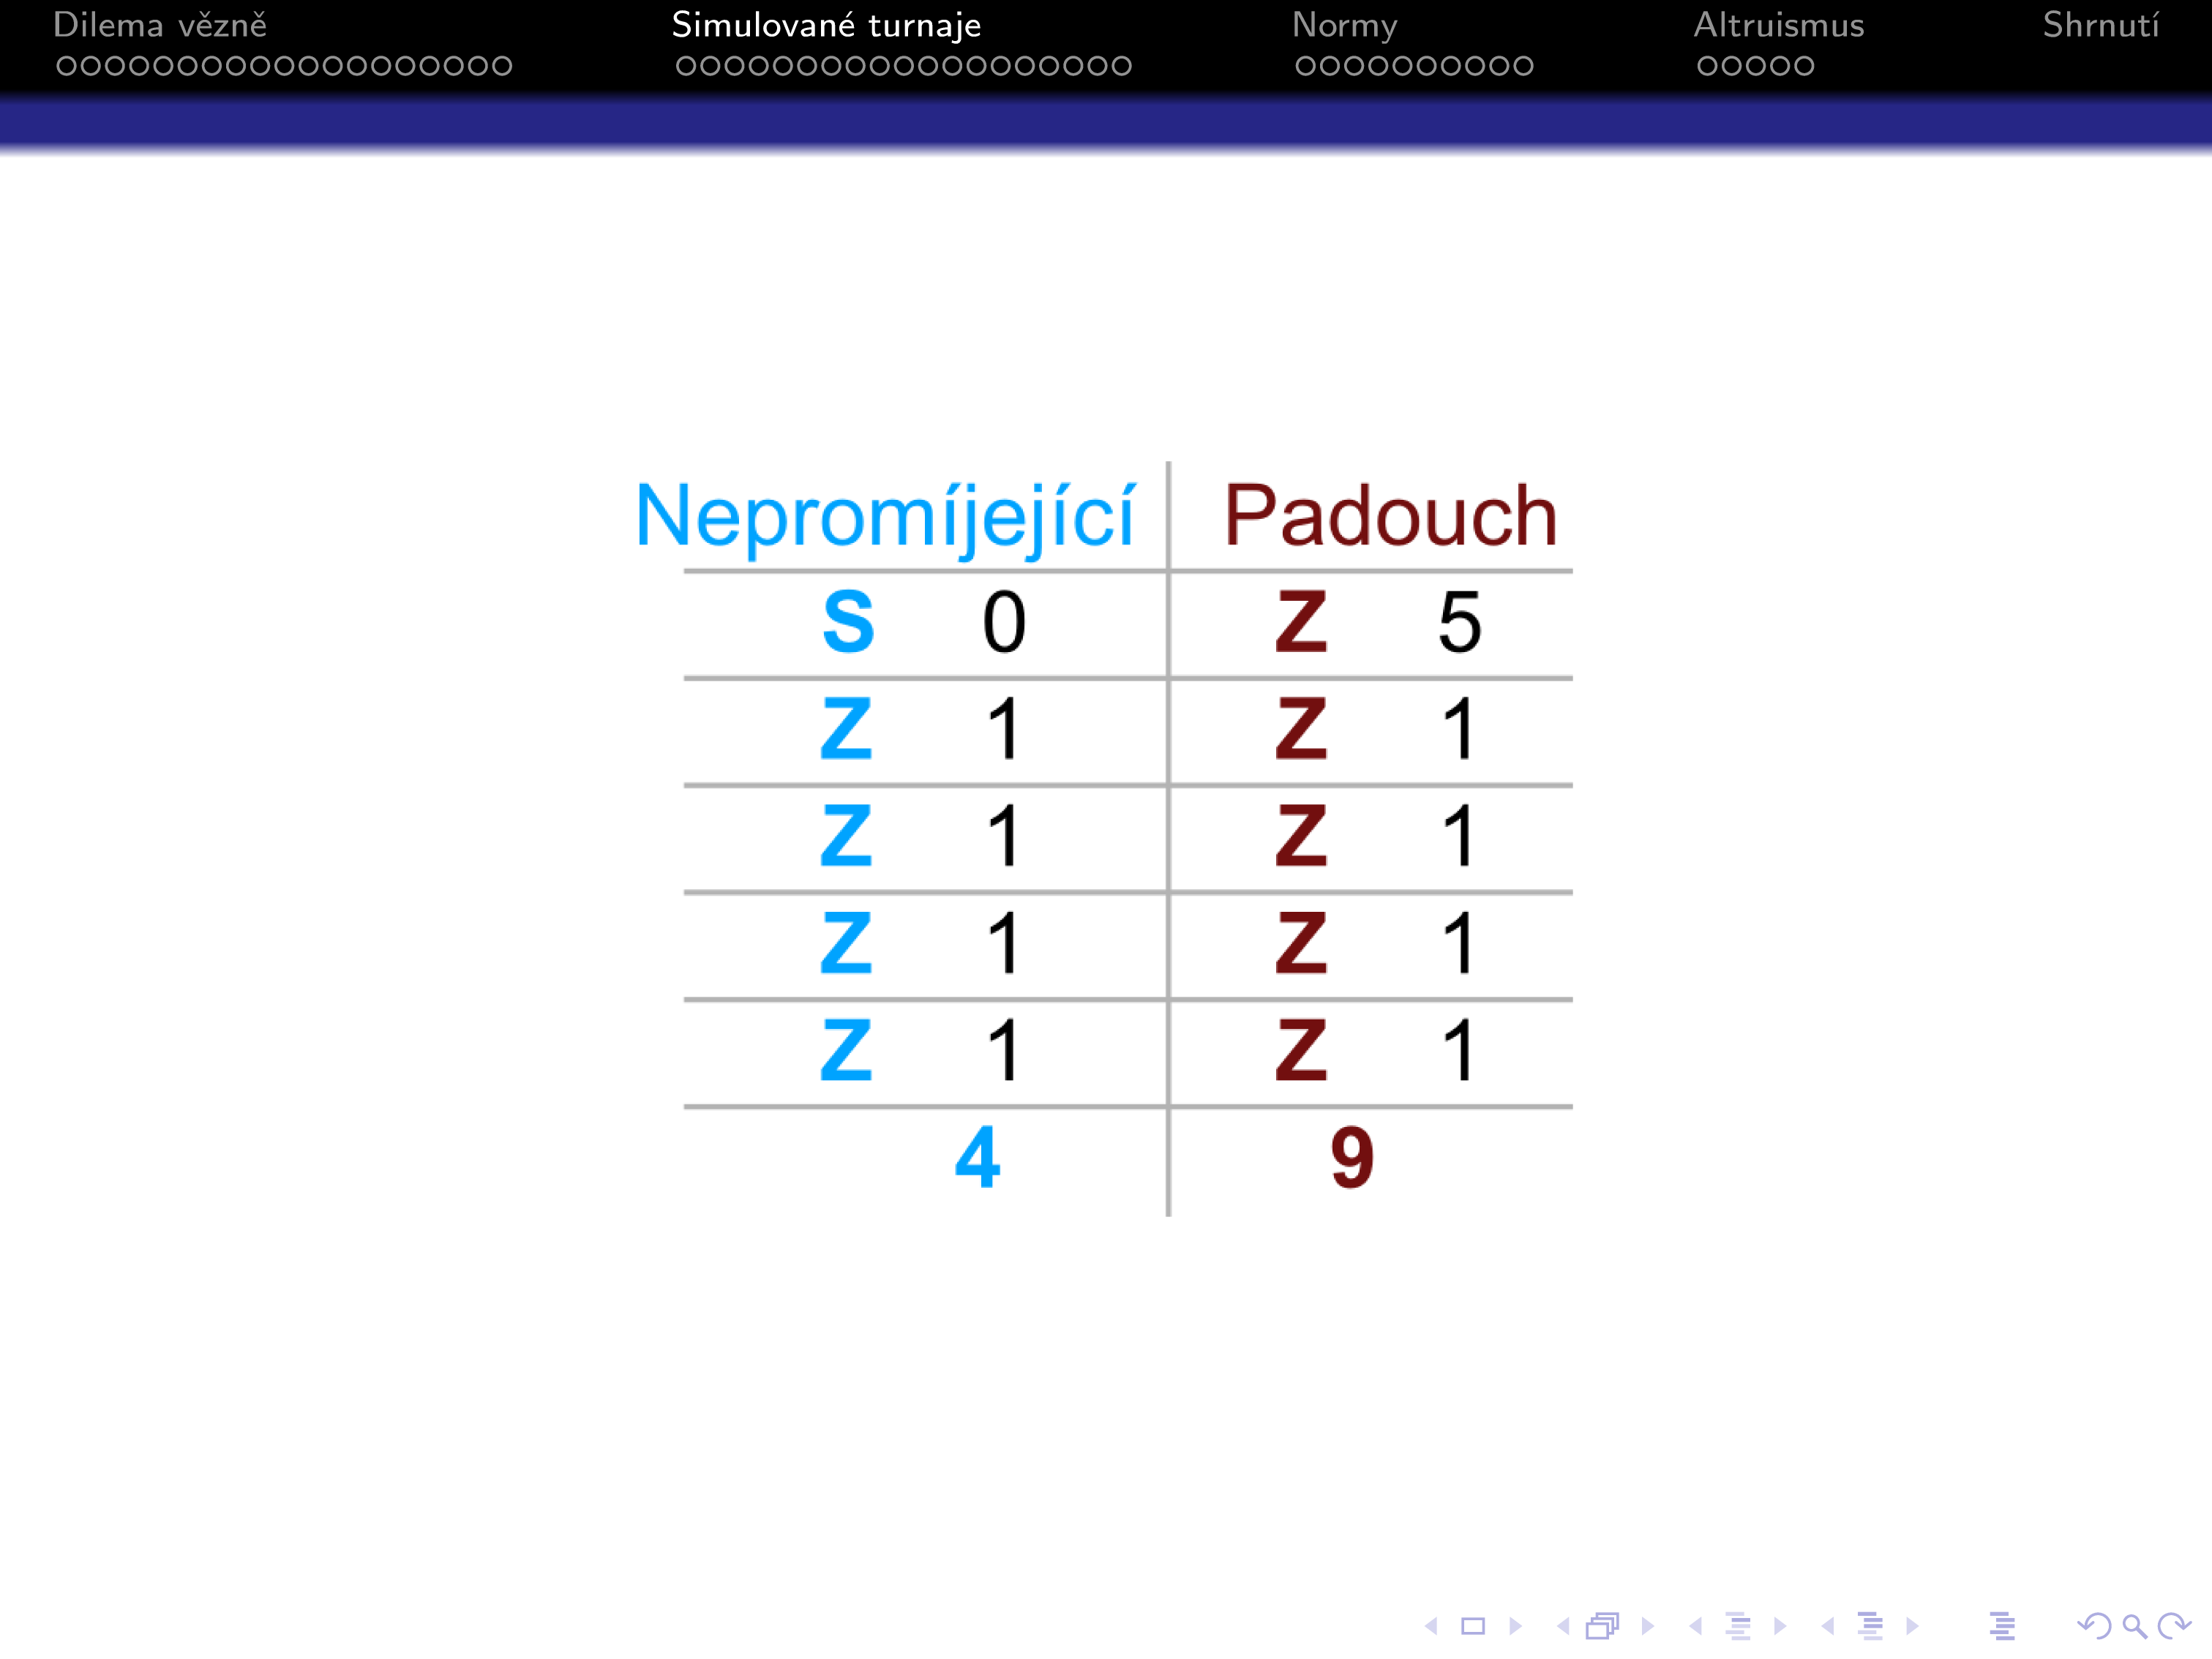 Dilema vězně Simulované turnaje Normy Altruismus Shrnutí
Nepromíjející Padouch
S 0 Z 5
Z 1 Z 1
Z 1 Z 1
Z 1 Z 1
Z 1 Z 1
4 9